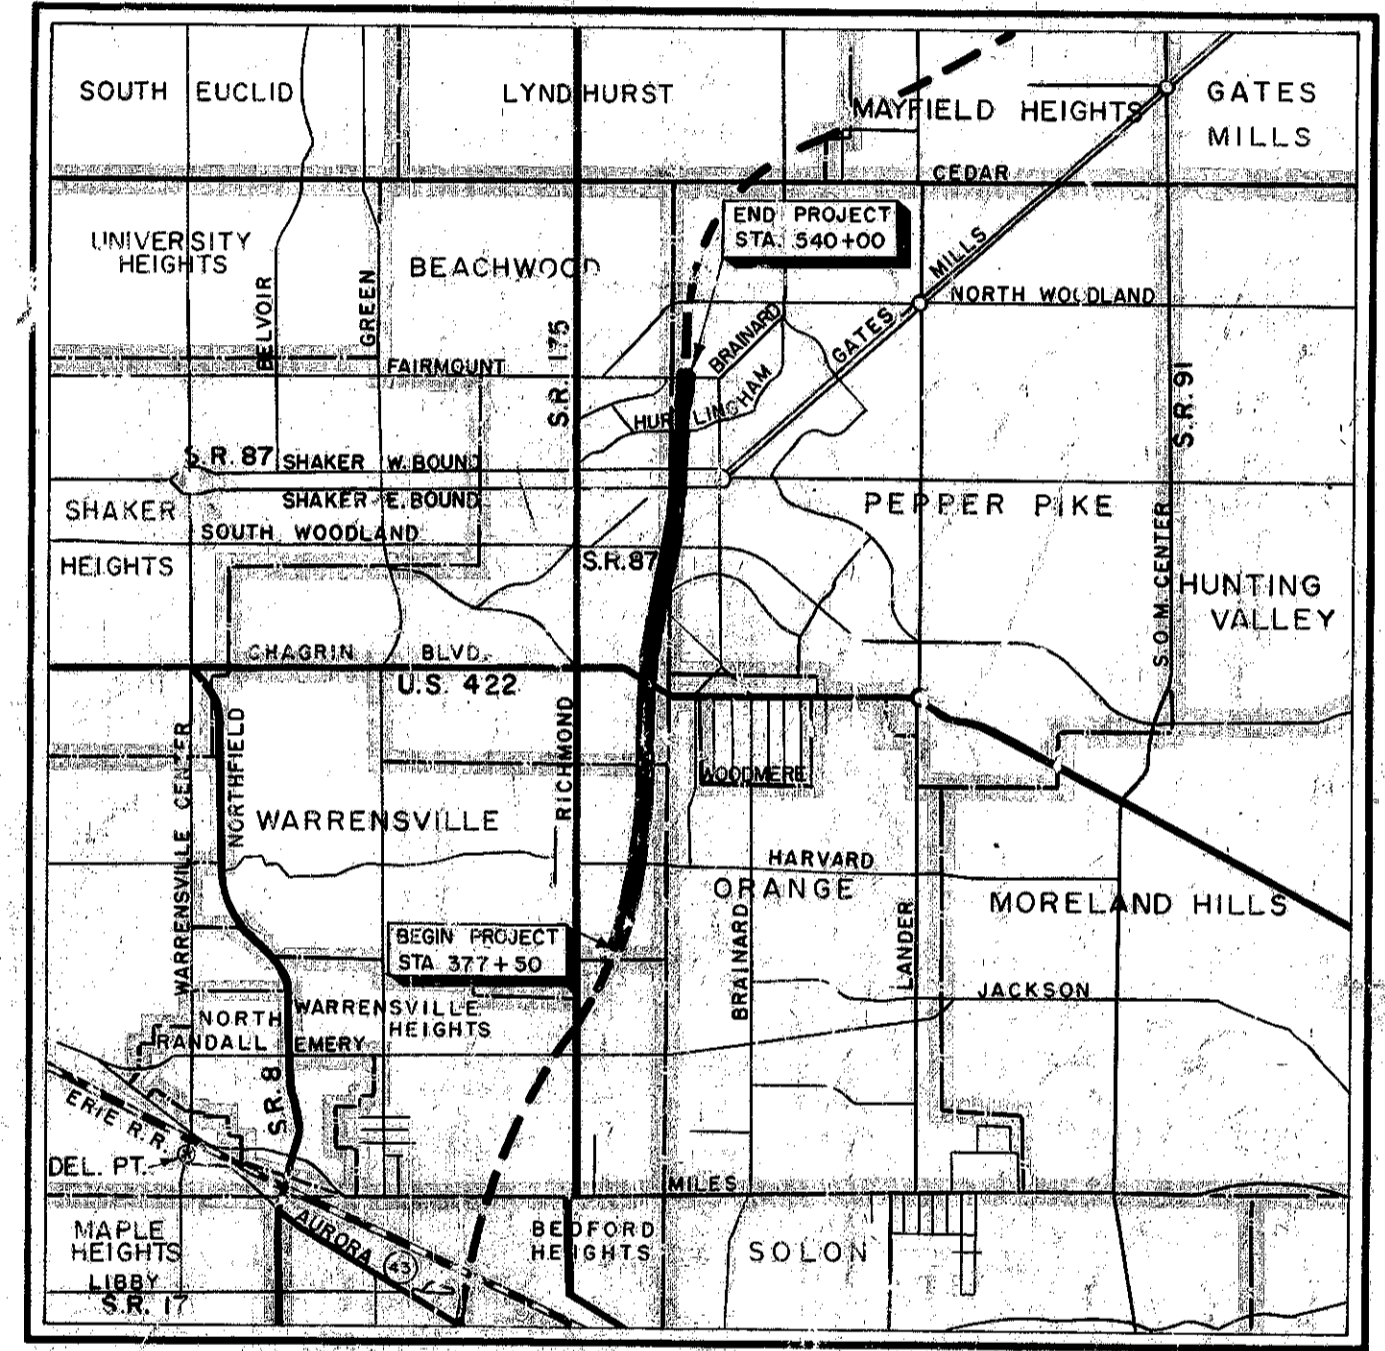 SOUTH EUCLID
LYNDHURST
MAYFIELD HEIGHTS
GATES
MILLS
CEDAR
END PROJECT
STA. 540+00
UNIVERSITY
HEIGHTS
BEACHWOOD
BELVOIR
GREEN
S.R. 175
MILLS
GATES
NORTH WOODLAND
BRAINARD
FAIRMOUNT
HURLINGHAM
S.R. 91
S.R. 87
SHAKER W. BOUND
SHAKER E. BOUND
SHAKER
HEIGHTS
SOUTH WOODLAND
S.R. 87
PEPPER PIKE
S.O.M. CENTER
HUNTING
VALLEY
CHAGRIN BLVD.
U.S. 422
WARRENSVILLE CENTER
NORTHFIELD
RICHMOND
WOODMERE
WARRENSVILLE
HARVARD
ORANGE
MORELAND HILLS
BRAINARD
LANDER
BEGIN PROJECT
STA. 377+50
JACKSON
NORTH
RANDALL
WARRENSVILLE
HEIGHTS
EMERY
S.R. 8
ERIE R.R.
DEL. PT.
MILES
MAPLE
HEIGHTS
LIBBY
S.R. 17
AURORA
43
BEDFORD
HEIGHTS
SOLON